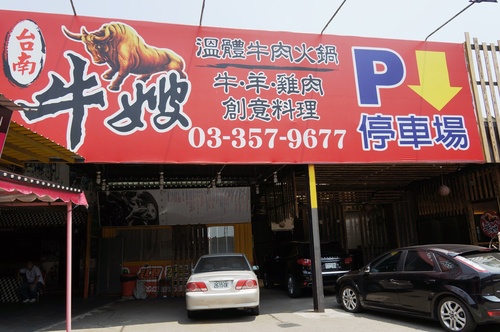 台南
牛嫂
溫體牛肉火鍋
牛·羊·雞肉
創意料理
03-357-9677
P
停車場